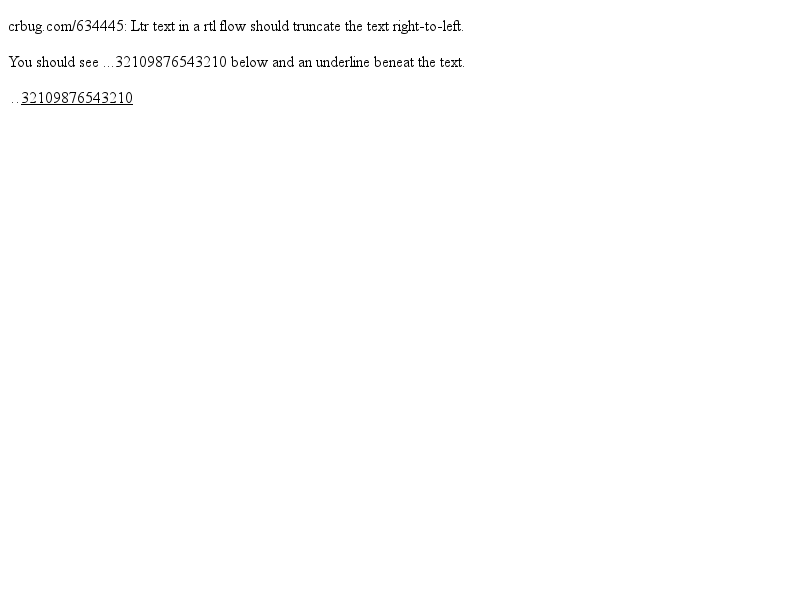 crbug.com/634445: Ltr text in a rtl flow should truncate the text right-to-left.
You should see ...32109876543210 below and an underline beneat the text.
..32109876543210